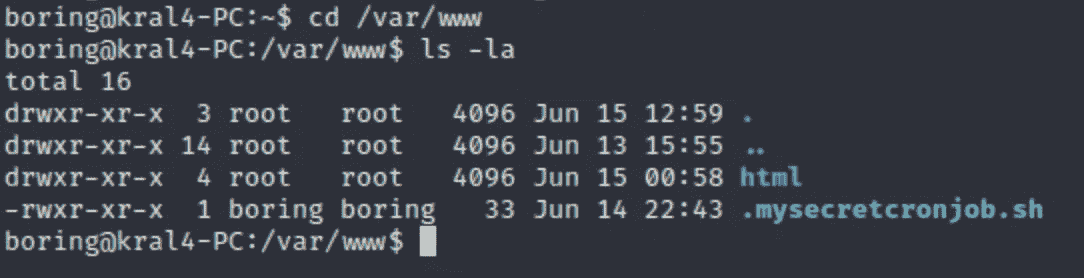 boring@kral4-PC:~$ cd /var/www
boring@kral4-PC:/var/www$ ls -la
total 16
drwxr-xr-x  3 root   root   4096 Jun 15 12:59 .
drwxr-xr-x 14 root   root   4096 Jun 13 15:55 ..
drwxr-xr-x  4 root   root   4096 Jun 15 00:58 html
-rwxr-xr-x  1 boring boring   33 Jun 14 22:43 .mysecretcronjob.sh
boring@kral4-PC:/var/www$